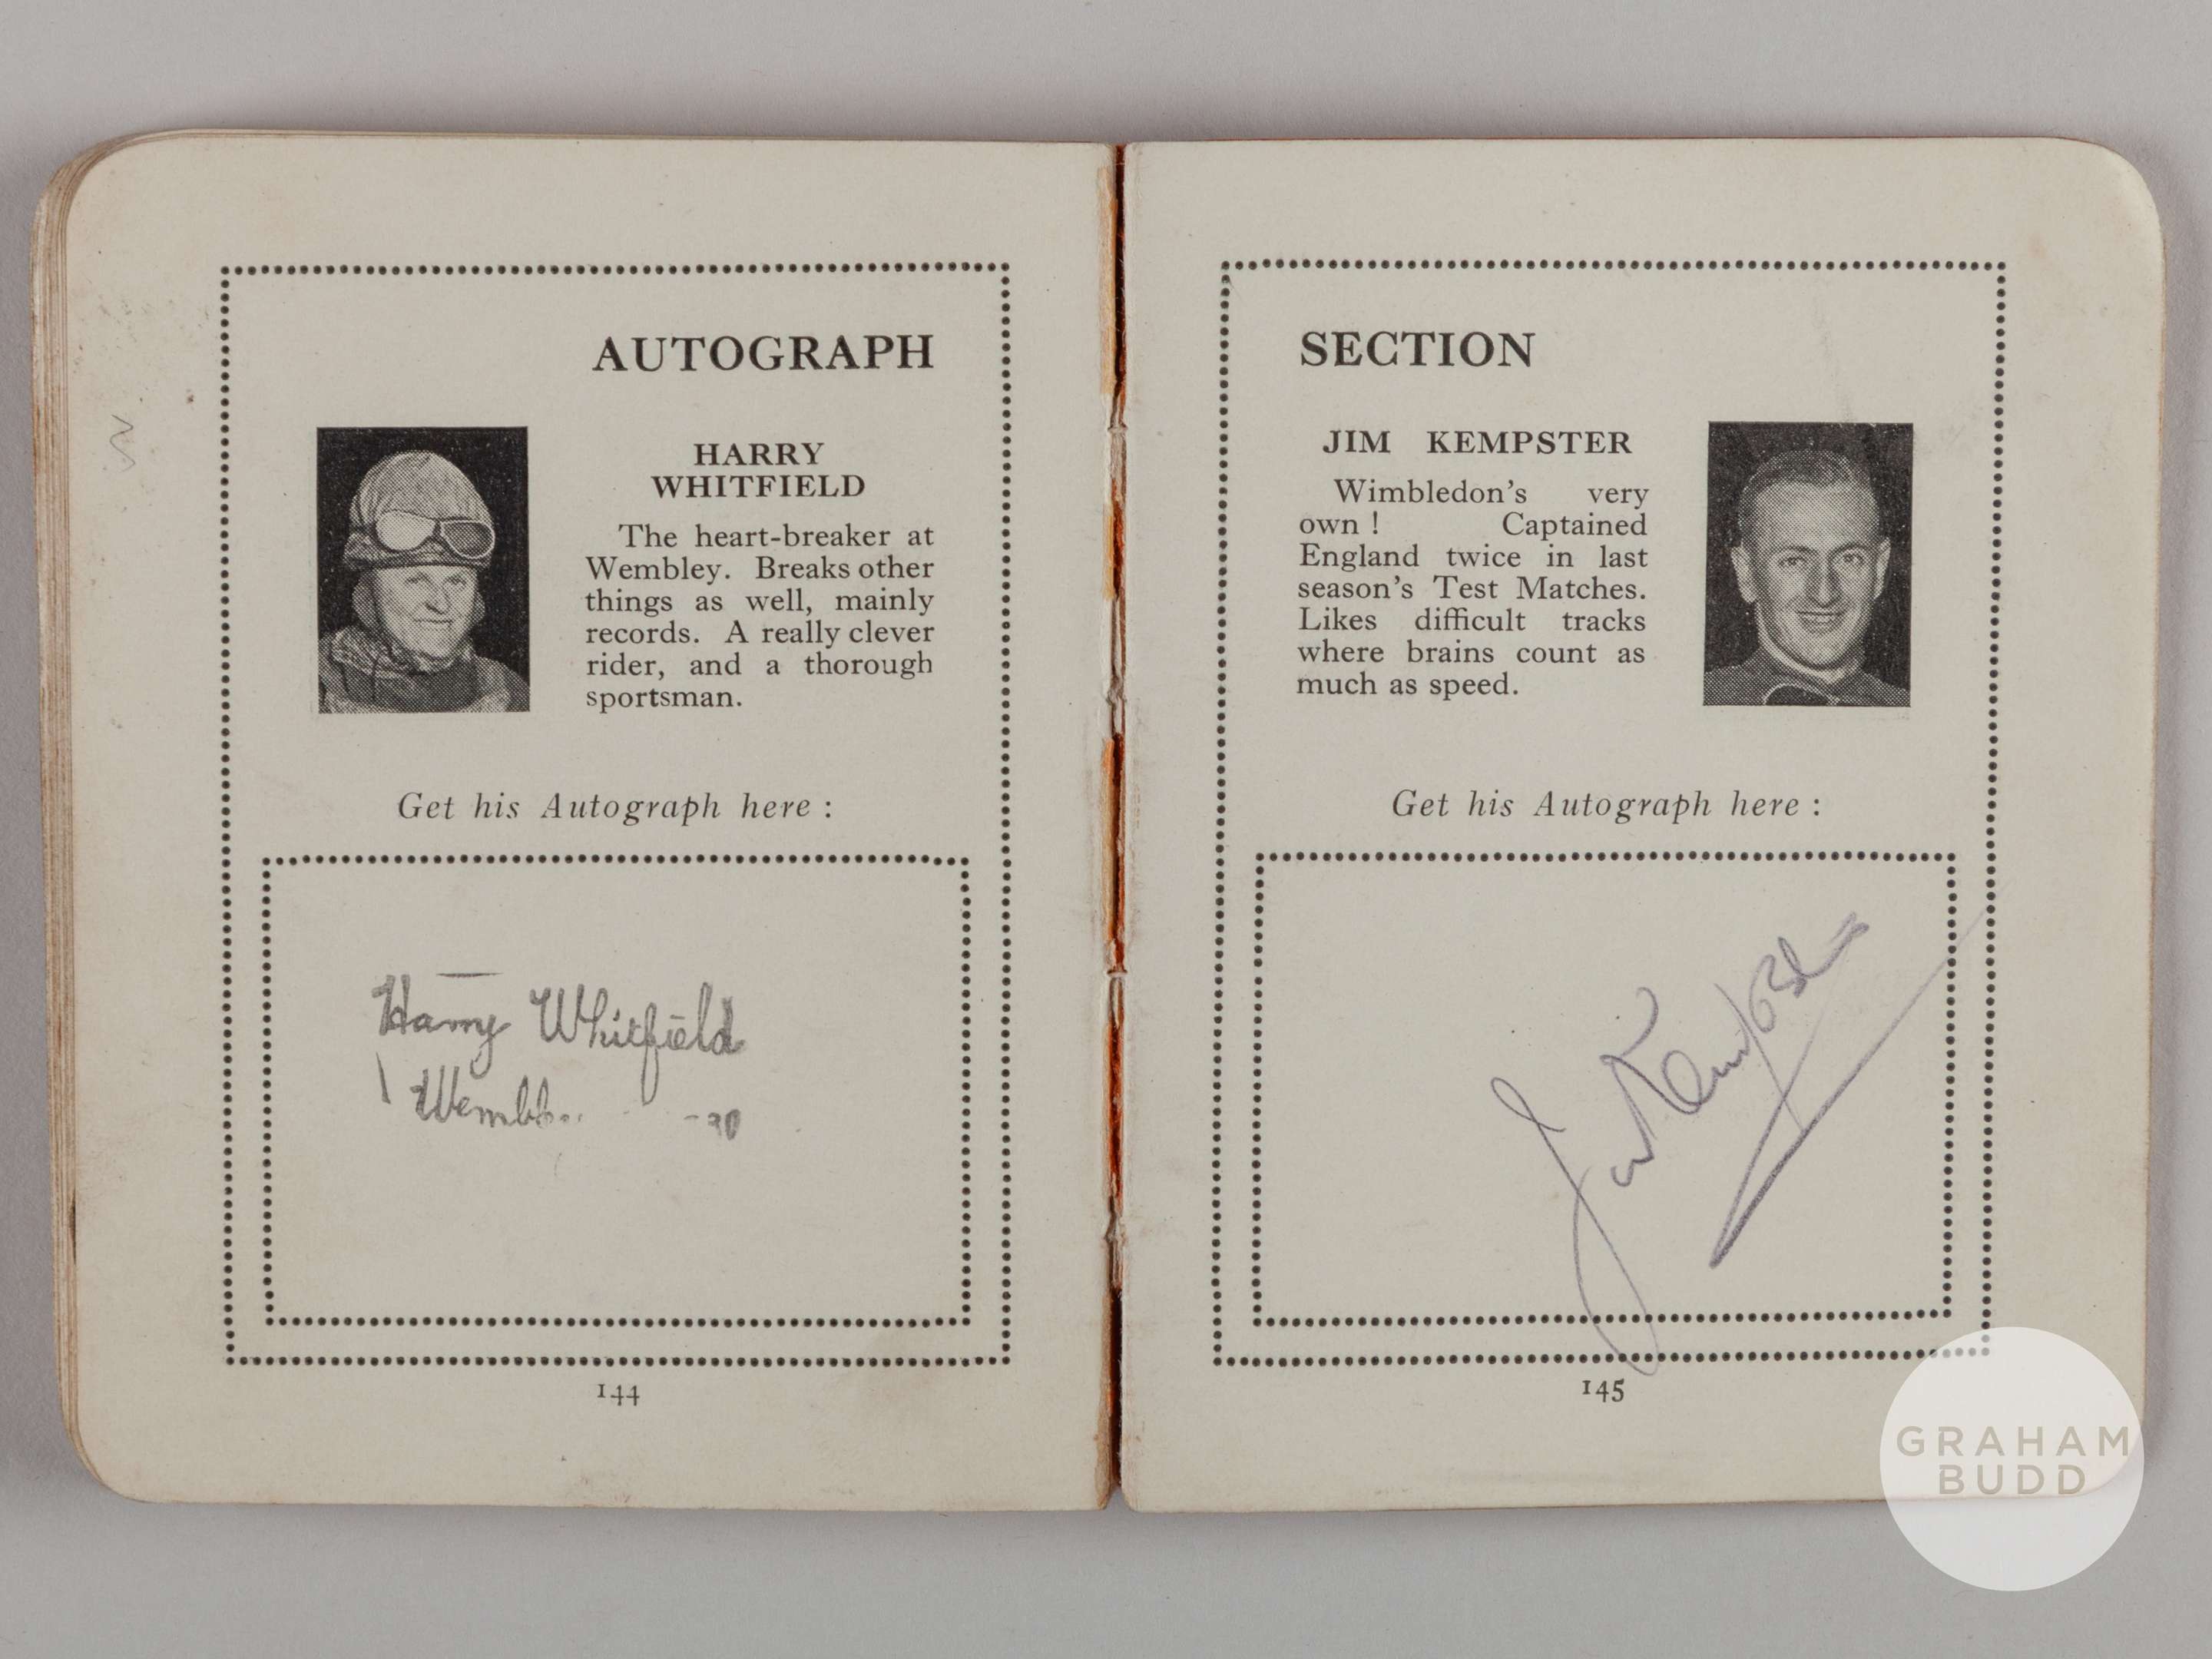 AUTOGRAPH
HARRY
WHITFIELD
The heart-breaker at
Wembley. Breaks other
things as well, mainly
records. A really clever
rider, and a thorough
sportsman.
Get his Autograph here :
Harry Whitfield
144
SECTION
JIM KEMPSTER
Wimbledon's very
own ! Captained
England twice in last
season's Test Matches.
Likes difficult tracks
where brains count as
much as speed.
Get his Autograph here :
Jim Kempster
145
GRAHAM
BUDD